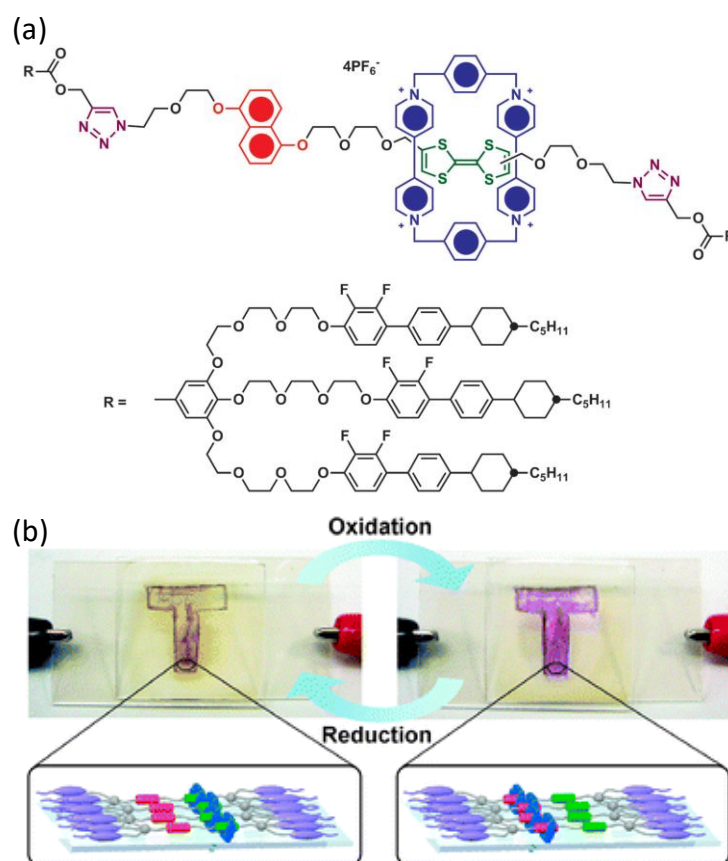 (a)
4PF6-
R
O
O
N=N
N
O
O
O
O
O
N+
+N
S
S
S
S
N+
N+
O
O
N
N
N
O
O
R
R =
F
F
O
O
O
O
C5H11
F
F
O
O
O
O
C5H11
F
F
O
O
O
O
C5H11
(b)
Oxidation
T
T
Reduction